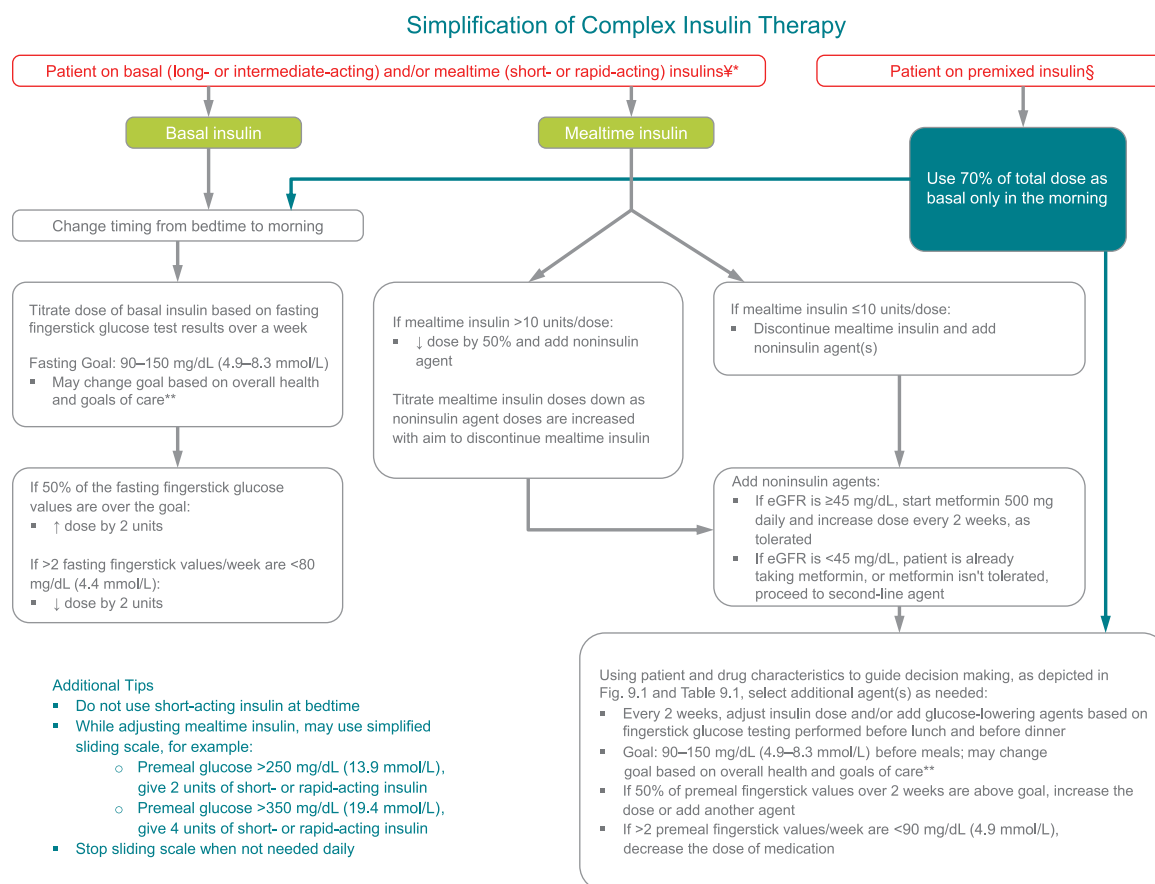 Simplification of Complex Insulin Therapy
Patient on basal (long- or intermediate-acting) and/or mealtime (short- or rapid-acting) insulins¥*
Patient on premixed insulin§
Basal insulin
Mealtime insulin
Use 70% of total dose as
basal only in the morning
Change timing from bedtime to morning
Titrate dose of basal insulin based on fasting
fingerstick glucose test results over a week
Fasting Goal: 90–150 mg/dL (4.9–8.3 mmol/L)
▪ May change goal based on overall health
and goals of care**
If 50% of the fasting fingerstick glucose
values are over the goal:
▪ ↑ dose by 2 units
If >2 fasting fingerstick values/week are <80
mg/dL (4.4 mmol/L):
▪ ↓ dose by 2 units
If mealtime insulin >10 units/dose:
▪ ↓ dose by 50% and add noninsulin
agent
Titrate mealtime insulin doses down as
noninsulin agent doses are increased
with aim to discontinue mealtime insulin
If mealtime insulin ≤10 units/dose:
▪ Discontinue mealtime insulin and add
noninsulin agent(s)
Add noninsulin agents:
▪ If eGFR is ≥45 mg/dL, start metformin 500 mg
daily and increase dose every 2 weeks, as
tolerated
▪ If eGFR is <45 mg/dL, patient is already
taking metformin, or metformin isn't tolerated,
proceed to second-line agent
Using patient and drug characteristics to guide decision making, as depicted in
Fig. 9.1 and Table 9.1, select additional agent(s) as needed:
▪ Every 2 weeks, adjust insulin dose and/or add glucose-lowering agents based on
fingerstick glucose testing performed before lunch and before dinner
▪ Goal: 90–150 mg/dL (4.9–8.3 mmol/L) before meals; may change
goal based on overall health and goals of care**
▪ If 50% of premeal fingerstick values over 2 weeks are above goal, increase the
dose or add another agent
▪ If >2 premeal fingerstick values/week are <90 mg/dL (4.9 mmol/L),
decrease the dose of medication
Additional Tips
▪ Do not use short-acting insulin at bedtime
▪ While adjusting mealtime insulin, may use simplified
sliding scale, for example:
o Premeal glucose >250 mg/dL (13.9 mmol/L),
give 2 units of short- or rapid-acting insulin
o Premeal glucose >350 mg/dL (19.4 mmol/L),
give 4 units of short- or rapid-acting insulin
▪ Stop sliding scale when not needed daily